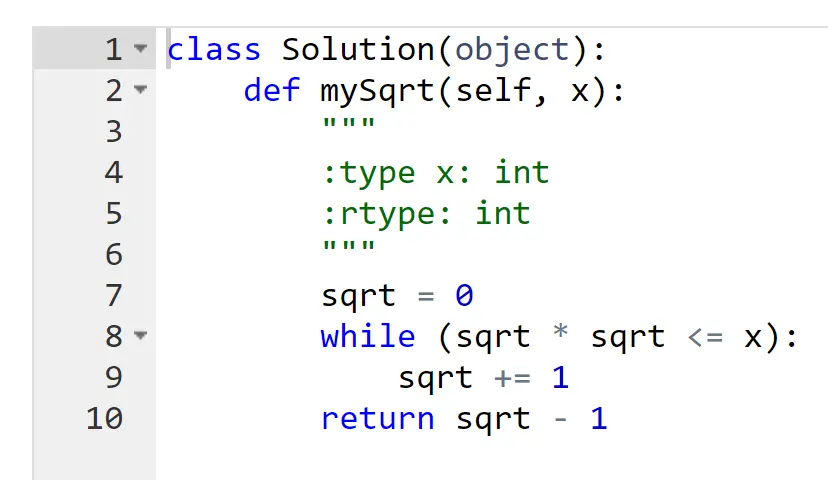 1 class Solution(object):
2     def mySqrt(self, x):
3         """
4         :type x: int
5         :rtype: int
6         """
7         sqrt = 0
8         while (sqrt * sqrt <= x):
9             sqrt += 1
10         return sqrt - 1